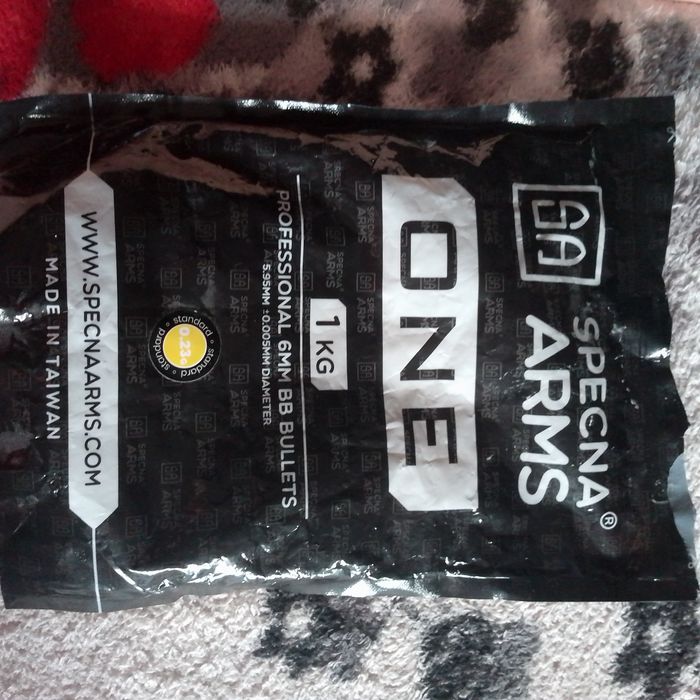 SA
SPECNA®
ARMS
ONE
1 KG
PROFESSIONAL 6MM BB BULLETS
5.95MM ±0.005MM DIAMETER
standard
0.23g
standard
WWW.SPECNAARMS.COM
MADE IN TAIWAN